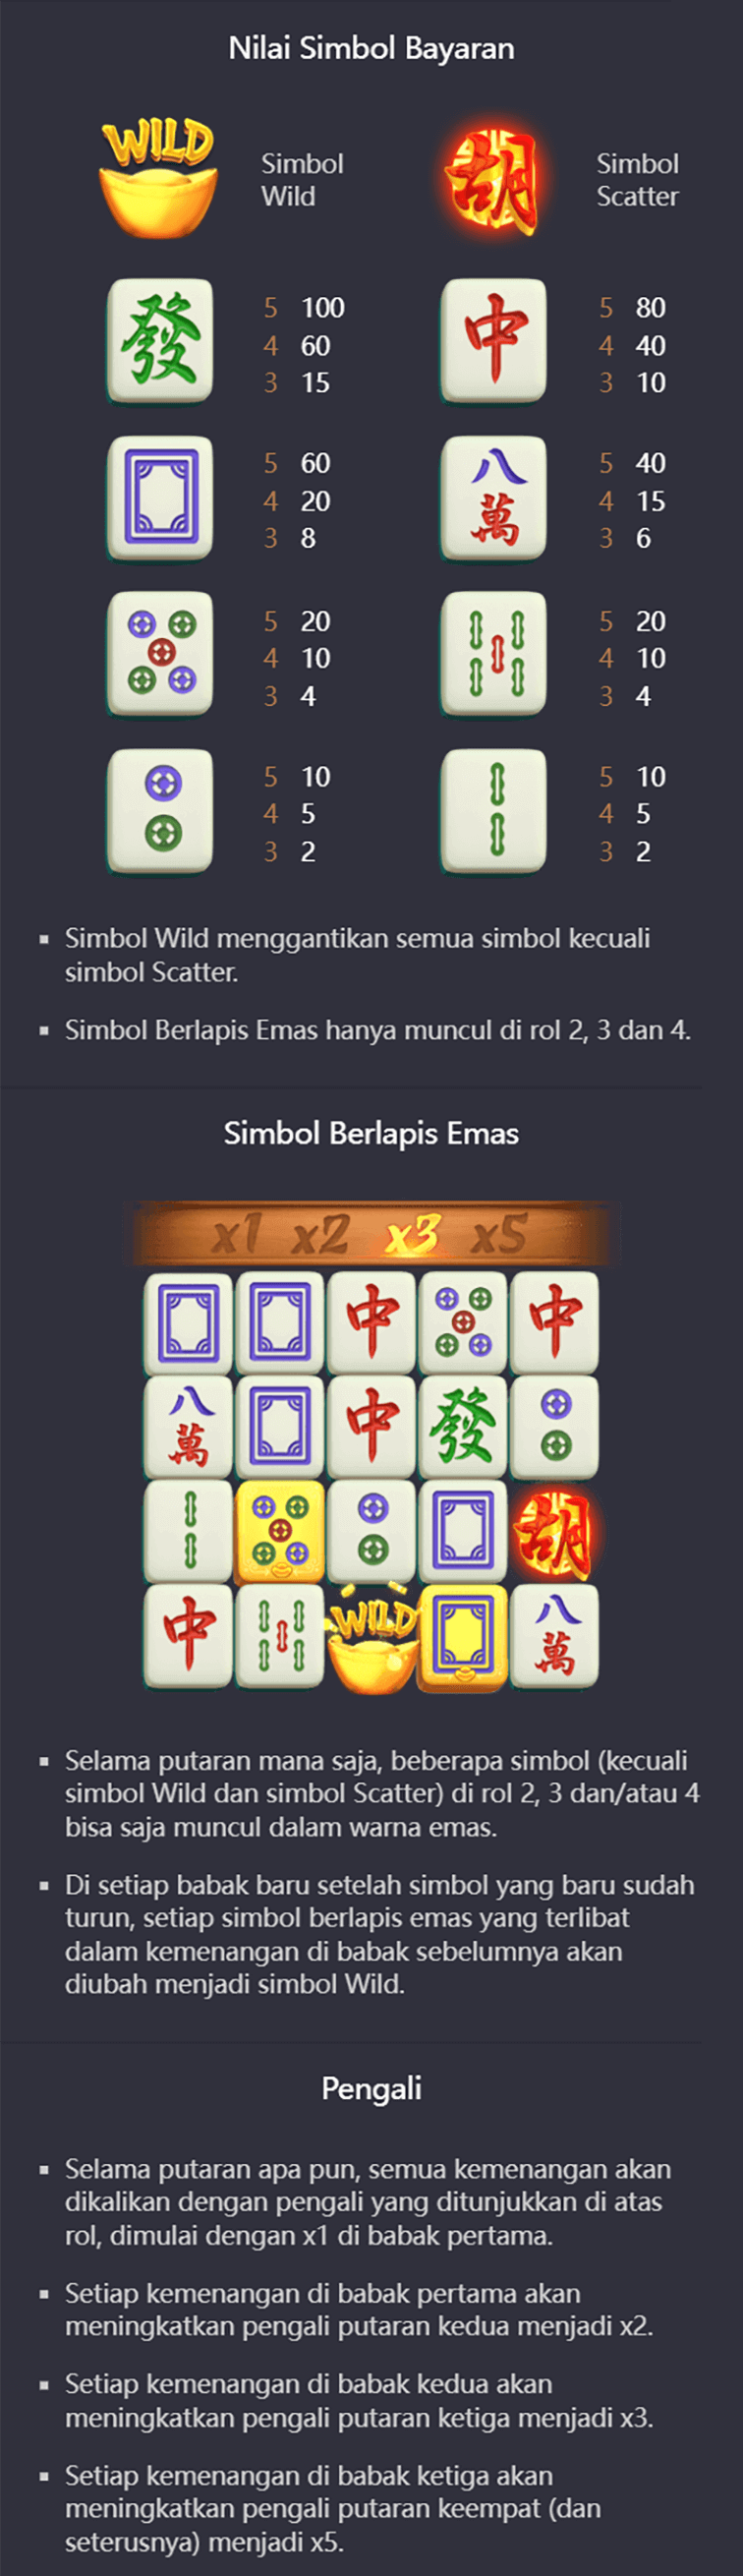 Nilai Simbol Bayaran
WILD
Simbol
Wild
胡
Simbol
Scatter
發
5 100
4 60
3 15
中
5 80
4 40
3 10
5 60
4 20
3 8
八
萬
5 40
4 15
3 6
5 20
4 10
3 4
5 20
4 10
3 4
5 10
4 5
3 2
5 10
4 5
3 2
▪ Simbol Wild menggantikan semua simbol kecuali
simbol Scatter.
▪ Simbol Berlapis Emas hanya muncul di rol 2, 3 dan 4.
Simbol Berlapis Emas
x1 x2 x3 x5
中 中
八
萬
中 發
胡
中
WILD
八
萬
▪ Selama putaran mana saja, beberapa simbol (kecuali
simbol Wild dan simbol Scatter) di rol 2, 3 dan/atau 4
bisa saja muncul dalam warna emas.
▪ Di setiap babak baru setelah simbol yang baru sudah
turun, setiap simbol berlapis emas yang terlibat
dalam kemenangan di babak sebelumnya akan
diubah menjadi simbol Wild.
Pengali
▪ Selama putaran apa pun, semua kemenangan akan
dikalikan dengan pengali yang ditunjukkan di atas
rol, dimulai dengan x1 di babak pertama.
▪ Setiap kemenangan di babak pertama akan
meningkatkan pengali putaran kedua menjadi x2.
▪ Setiap kemenangan di babak kedua akan
meningkatkan pengali putaran ketiga menjadi x3.
▪ Setiap kemenangan di babak ketiga akan
meningkatkan pengali putaran keempat (dan
seterusnya) menjadi x5.